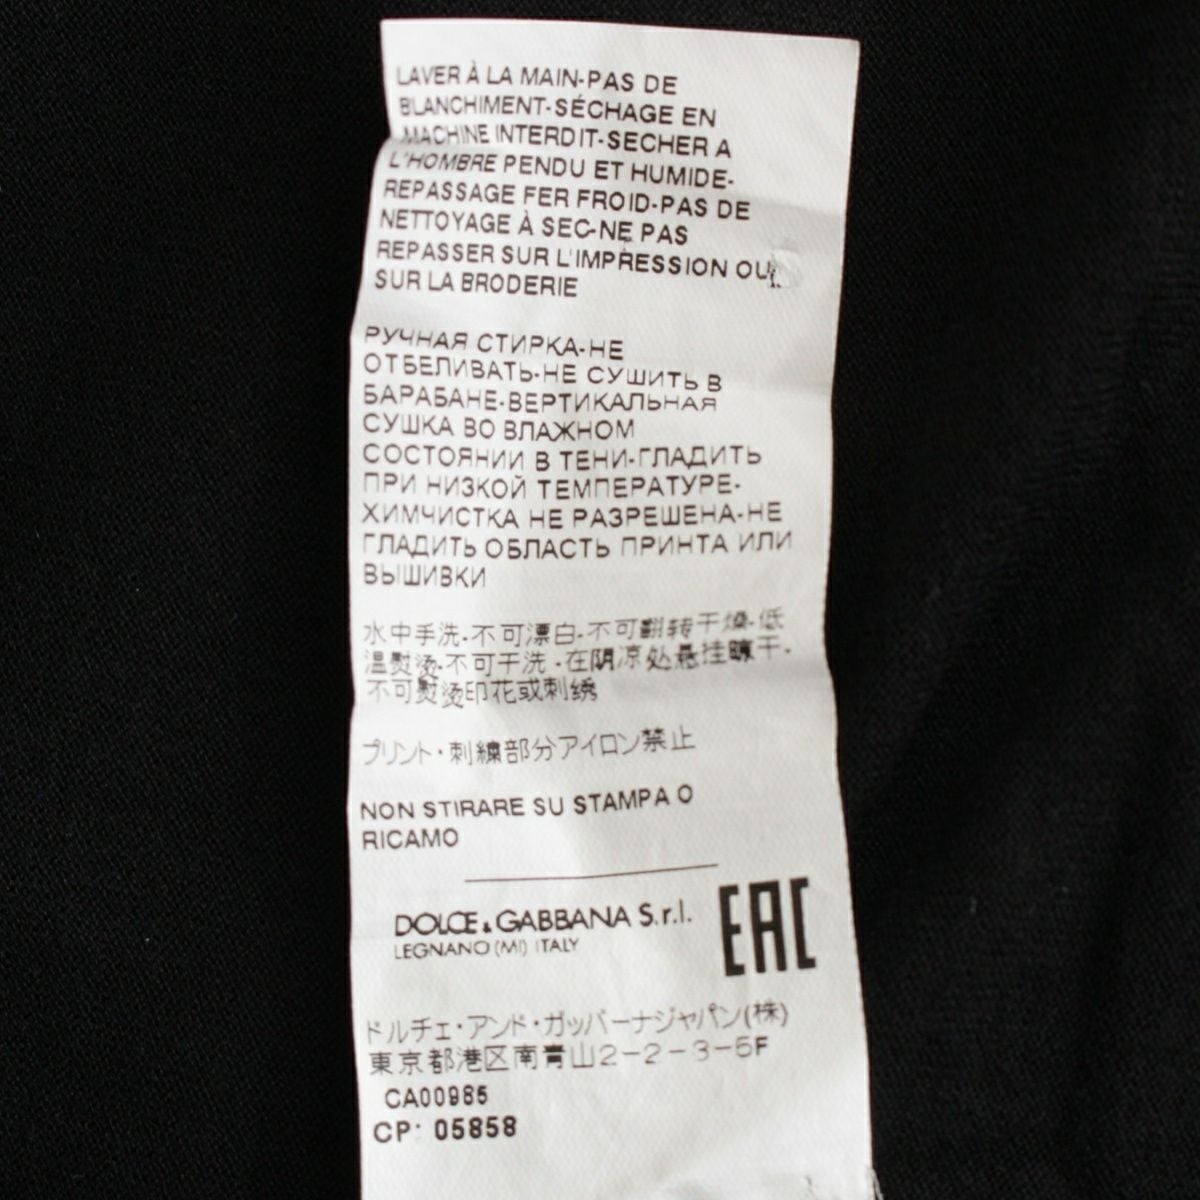 LAVER À LA MAIN-PAS DE
BLANCHIMENT-SÉCHAGE EN
MACHINE INTERDIT-SECHER A
L'HOMBRE PENDU ET HUMIDE-
REPASSAGE FER FROID-PAS DE
NETTOYAGE À SEC-NE PAS
REPASSER SUR L'IMPRESSION OU
SUR LA BRODERIE
РУЧНАЯ СТИРКА-НЕ
ОТБЕЛИВАТЬ-НЕ СУШИТЬ В
БАРАБАНЕ-ВЕРТИКАЛЬНАЯ
СУШКА ВО ВЛАЖНОМ
СОСТОЯНИИ В ТЕНИ-ГЛАДИТЬ
ПРИ НИЗКОЙ ТЕМПЕРАТУРЕ-
ХИМЧИСТКА НЕ РАЗРЕШЕНА-НЕ
ГЛАДИТЬ ОБЛАСТЬ ПРИНТА ИЛИ
ВЫШИВКИ
水中手洗-不可漂白-不可翻转干燥-低
温熨烫-不可干洗-在阴凉处悬挂晾干-
不可熨烫印花或刺绣
プリント・刺繍部分アイロン禁止
NON STIRARE SU STAMPA O
RICAMO
DOLCE & GABBANA S.r.l.
LEGNANO (MI) ITALY
EAC
ドルチェ・アンド・ガッバーナジャパン(株)
東京都港区南青山2-2-3-5F
CA00985
CP: 05858